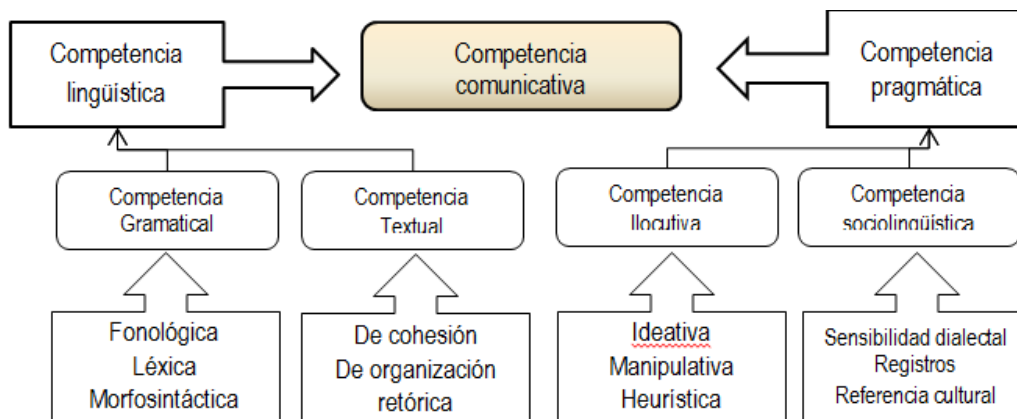 Competencia
lingüística
Competencia
comunicativa
Competencia
pragmática
Competencia
Gramatical
Competencia
Textual
Competencia
Ilocutiva
Competencia
sociolingüística
Fonológica
Léxica
Morfosintáctica
De cohesión
De organización
retórica
Ideativa
Manipulativa
Heurística
Sensibilidad dialectal
Registros
Referencia cultural